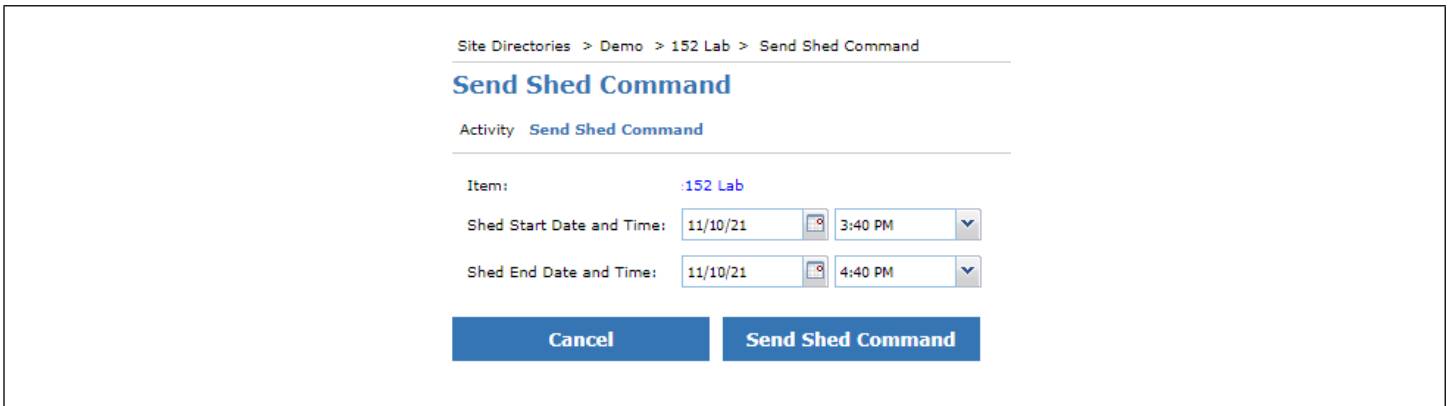 Site Directories > Demo > 152 Lab > Send Shed Command
Send Shed Command
Activity Send Shed Command
Item: :152 Lab
Shed Start Date and Time: 11/10/21 3:40 PM
Shed End Date and Time: 11/10/21 4:40 PM
Cancel Send Shed Command